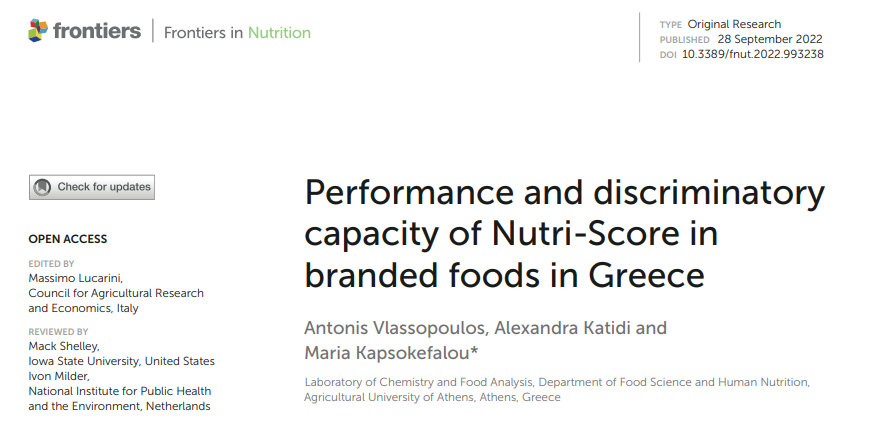 frontiers | Frontiers in Nutrition
TYPE Original Research
PUBLISHED 28 September 2022
DOI 10.3389/fnut.2022.993238
Check for updates
OPEN ACCESS
EDITED BY
Massimo Lucarini,
Council for Agricultural Research
and Economics, Italy
REVIEWED BY
Mack Shelley,
Iowa State University, United States
Ivon Milder,
National Institute for Public Health
and the Environment, Netherlands
Performance and discriminatory
capacity of Nutri-Score in
branded foods in Greece
Antonis Vlassopoulos, Alexandra Katidi and
Maria Kapsokefalou*
Laboratory of Chemistry and Food Analysis, Department of Food Science and Human Nutrition,
Agricultural University of Athens, Athens, Greece